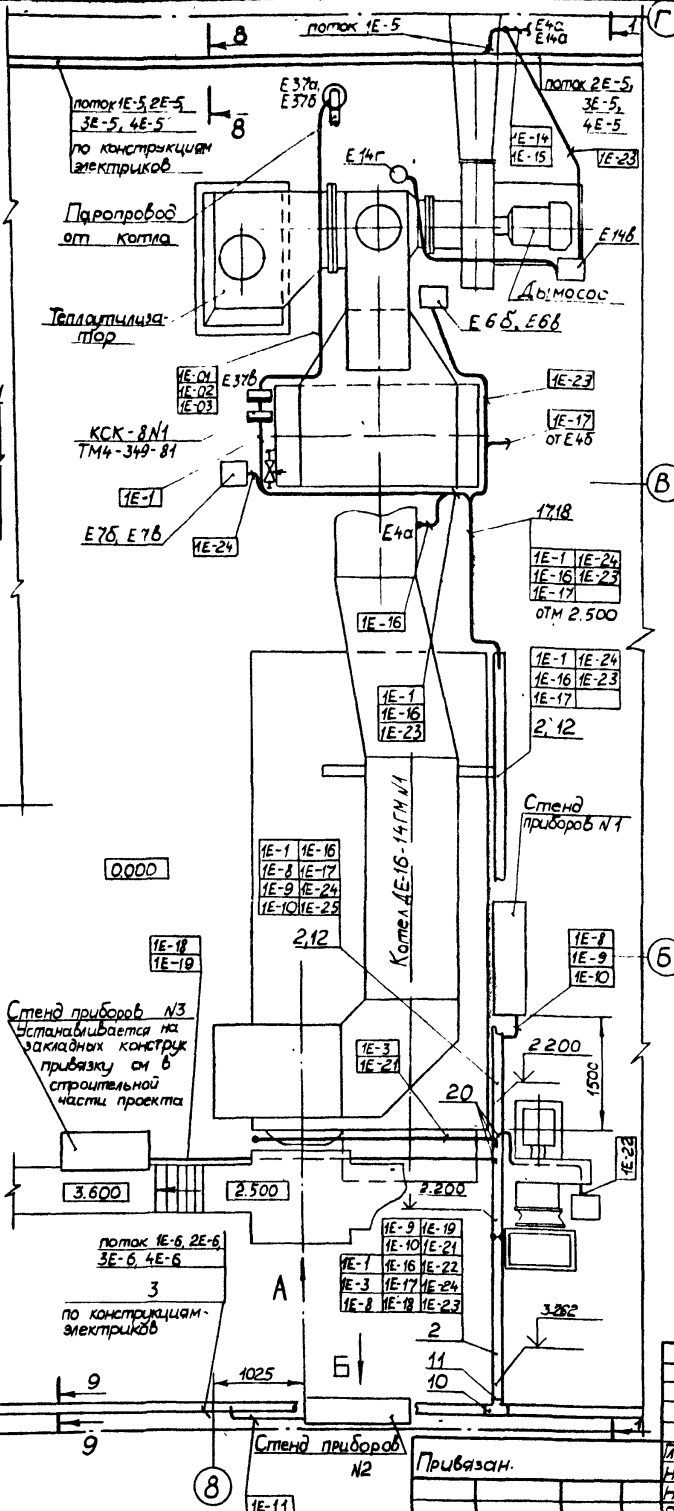 поток 1Е-5
Е4а
Е14а
1
Г
8
8
поток 1Е-5, 2Е-5,
3Е-5, 4Е-5
по конструкциям
электриков
Е37а,
Е37б
поток 2Е-5,
3Е-5,
4Е-5
1Е-14
1Е-15
1Е-23
Е14г
Паропровод
от котла
Е14в
Дымосос
Теплоутилиза-
тор
Е6б, Е6в
1Е-01
1Е-02
1Е-03
Е37в
1Е-23
1Е-17
от Е4б
КСК-8N1
ТМ4-349-81
В
1Е-1
Е7б, Е7в
1Е-24
Е4а
17,18
1Е-16
1Е-1 1Е-24
1Е-16 1Е-23
1Е-17
отм 2.500
1Е-1 1Е-24
1Е-16 1Е-23
1Е-17
2,12
1Е-1
1Е-16
1Е-23
Стенд
приборов N1
Котел ДЕ-16-14ГМ N1
0.000
1Е-1 1Е-16
1Е-8 1Е-17
1Е-9 1Е-24
1Е-10 1Е-25
2,12
1Е-18
1Е-19
1Е-8
1Е-9
1Е-10
Б
Стенд приборов N3
Устанавливается на
закладных конструк
привязку см в
строительной
части проекта
1Е-3
1Е-21
2.200
1500
20
1Е-22
3.600
2.500
2.200
поток 1Е-6, 2Е-6,
3Е-6, 4Е-6
3
по конструкциям-
электриков
А
1Е-9 1Е-19
1Е-10 1Е-21
1Е-1 1Е-16 1Е-22
1Е-3 1Е-17 1Е-24
1Е-8 1Е-18 1Е-23
2
3.262
11
10
Б
1025
9
9
1
8
Стенд приборов
N2
1Е-11
Привязан.